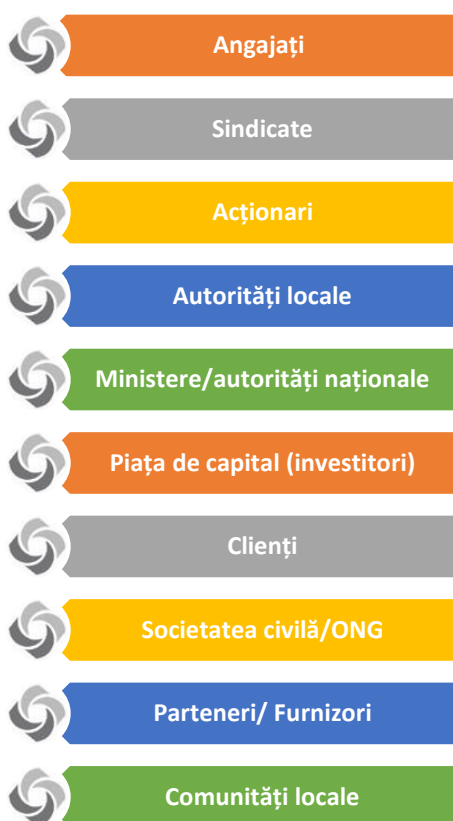 Angajați
Sindicate
Acționari
Autorități locale
Ministere/autorități naționale
Piața de capital (investitori)
Clienți
Societatea civilă/ONG
Parteneri/ Furnizori
Comunități locale